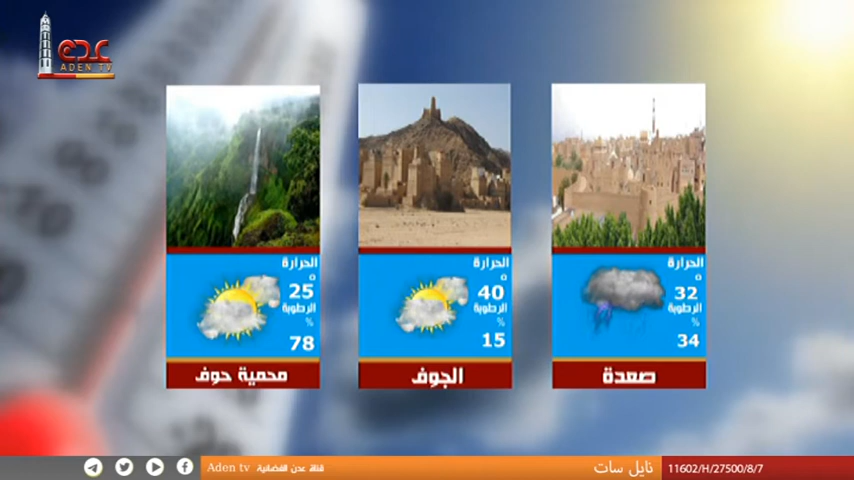 عدن
ADEN TV
الحرارة
32
الرطوبة
%
34
صعدة
الحرارة
40
الرطوبة
%
15
الجوف
الحرارة
25
الرطوبة
%
78
محمية حوف
Aden tv قناة عدن الفضائية
نايل سات
11602/H/27500/8/7